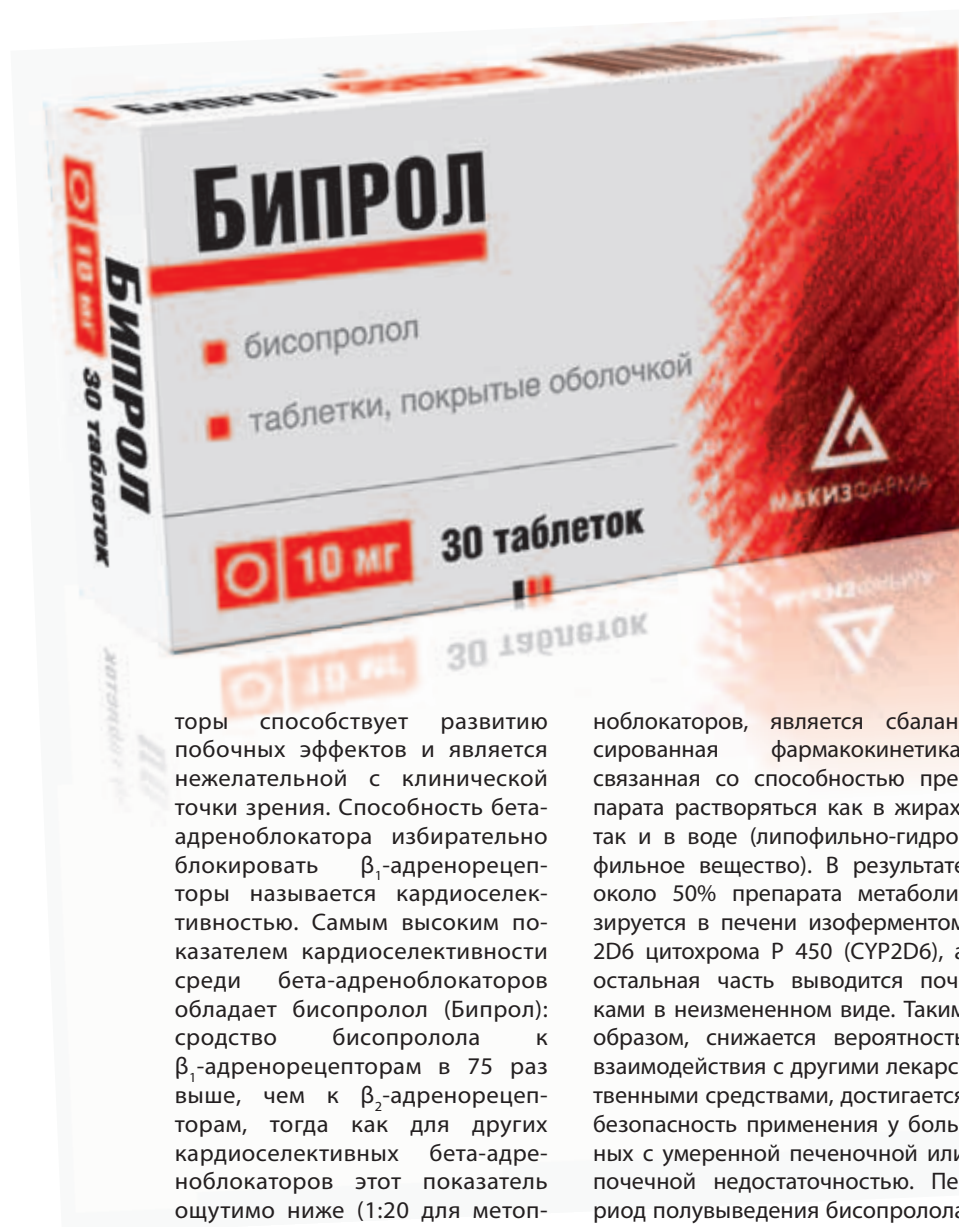 БИПРОЛ
БИПРОЛ
бисопролол
таблетки, покрытые оболочкой
МАКИЗФАРМА
10 мг
30 таблеток
10 мг
БИПРОЛ
30 таблеток
торы способствует развитию
побочных эффектов и является
нежелательной с клинической
точки зрения. Способность бета-
адреноблокатора избирательно
блокировать β₁-адренорецеп-
торы называется кардиоселек-
тивностью. Самым высоким по-
казателем кардиоселективности
среди бета-адреноблокаторов
обладает бисопролол (Бипрол):
сродство бисопролола к
β₁-адренорецепторам в 75 раз
выше, чем к β₂-адренорецеп-
торам, тогда как для других
кардиоселективных бета-адре-
ноблокаторов этот показатель
ощутимо ниже (1:20 для метоп-
ноблокаторов, является сбалан
сированная фармакокинетика
связанная со способностью пре
парата растворяться как в жирах
так и в воде (липофильно-гидро
фильное вещество). В результате
около 50% препарата метаболи
зируется в печени изоферментом
2D6 цитохрома P 450 (CYP2D6), а
остальная часть выводится поч
ками в неизмененном виде. Таким
образом, снижается вероятность
взаимодействия с другими лекарс
твенными средствами, достигается
безопасность применения у боль
ных с умеренной печеночной или
почечной недостаточностью. Пе
риод полувыведения бисопролола